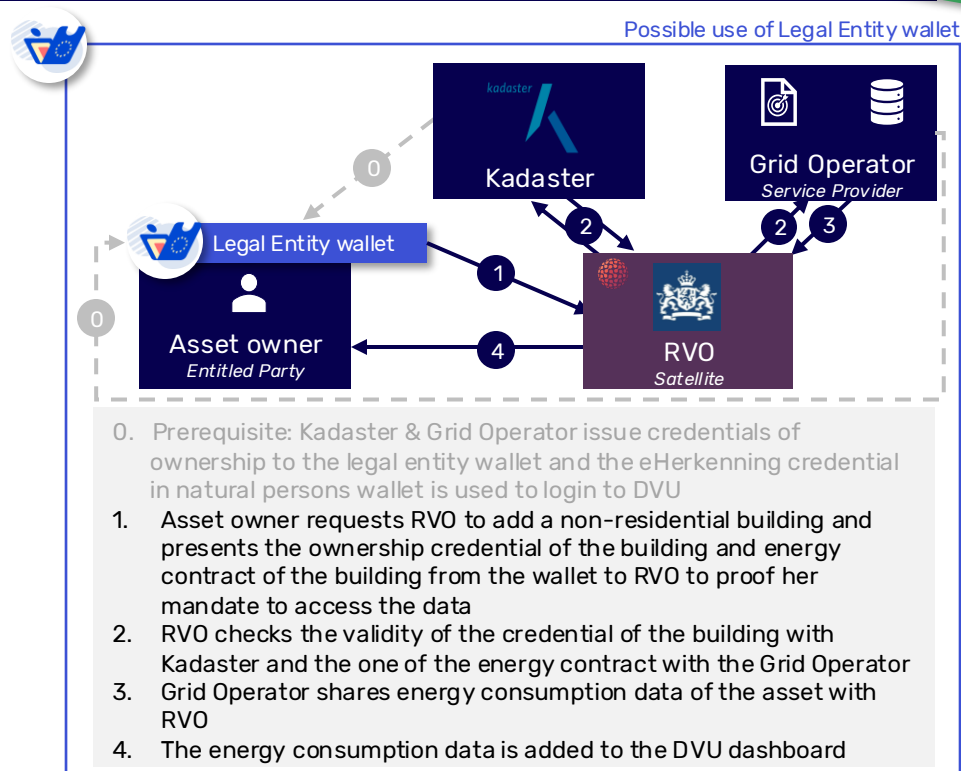 Possible use of Legal Entity wallet
kadaster
Kadaster
Grid Operator
Service Provider
0
2
2
3
Legal Entity wallet
1
0
Asset owner
Entitled Party
4
RVO
Satellite
0. Prerequisite: Kadaster & Grid Operator issue credentials of
ownership to the legal entity wallet and the eHerkenning credential
in natural persons wallet is used to login to DVU
1. Asset owner requests RVO to add a non-residential building and
presents the ownership credential of the building and energy
contract of the building from the wallet to RVO to proof her
mandate to access the data
2. RVO checks the validity of the credential of the building with
Kadaster and the one of the energy contract with the Grid Operator
3. Grid Operator shares energy consumption data of the asset with
RVO
4. The energy consumption data is added to the DVU dashboard